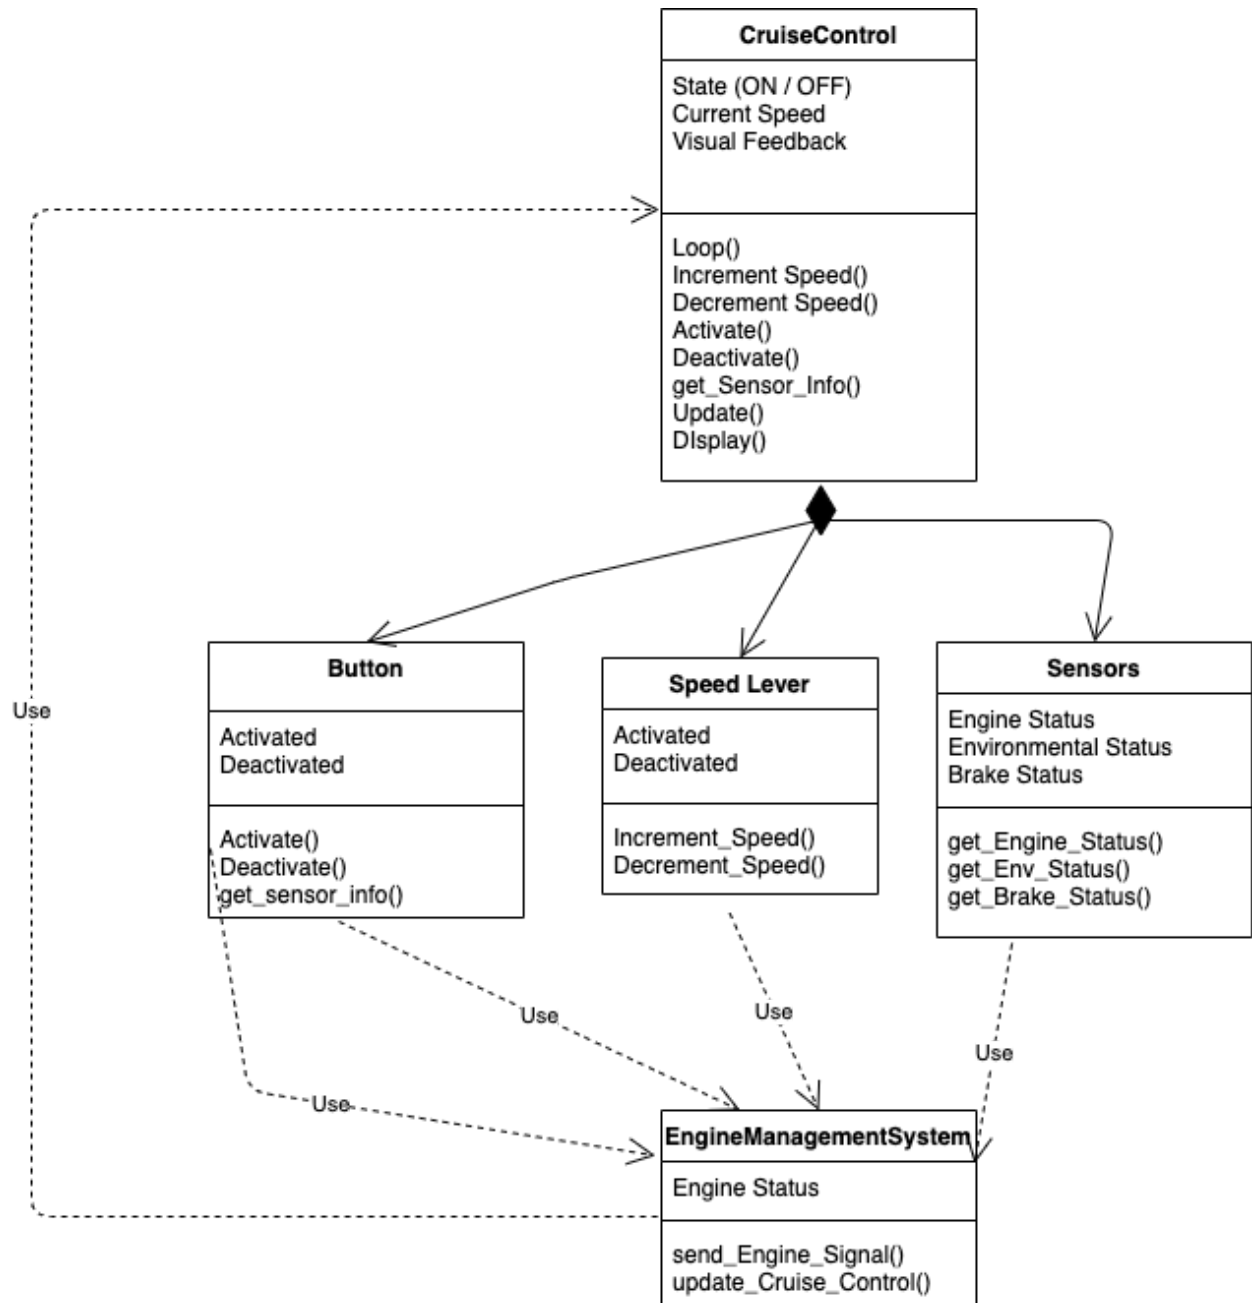 CruiseControl
State (ON / OFF)
Current Speed
Visual Feedback
Loop()
Increment Speed()
Decrement Speed()
Activate()
Deactivate()
get_Sensor_Info()
Update()
DIsplay()
Use
Button
Activated
Deactivated
Activate()
Deactivate()
get_sensor_info()
Speed Lever
Activated
Deactivated
Increment_Speed()
Decrement_Speed()
Sensors
Engine Status
Environmental Status
Brake Status
get_Engine_Status()
get_Env_Status()
get_Brake_Status()
Use
Use
Use
Use
EngineManagementSystem
Engine Status
send_Engine_Signal()
update_Cruise_Control()